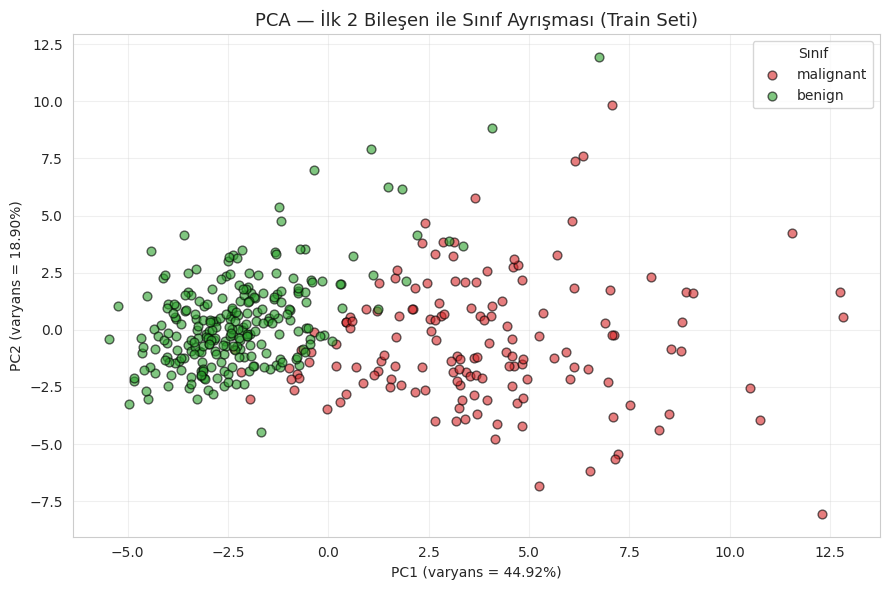 PCA — İlk 2 Bileşen ile Sınıf Ayrışması (Train Seti)
Sınıf
malignant
benign
PC2 (varyans = 18.90%)
12.5
10.0
7.5
5.0
2.5
0.0
−2.5
−5.0
−7.5
−5.0
−2.5
0.0
2.5
5.0
7.5
10.0
12.5
PC1 (varyans = 44.92%)